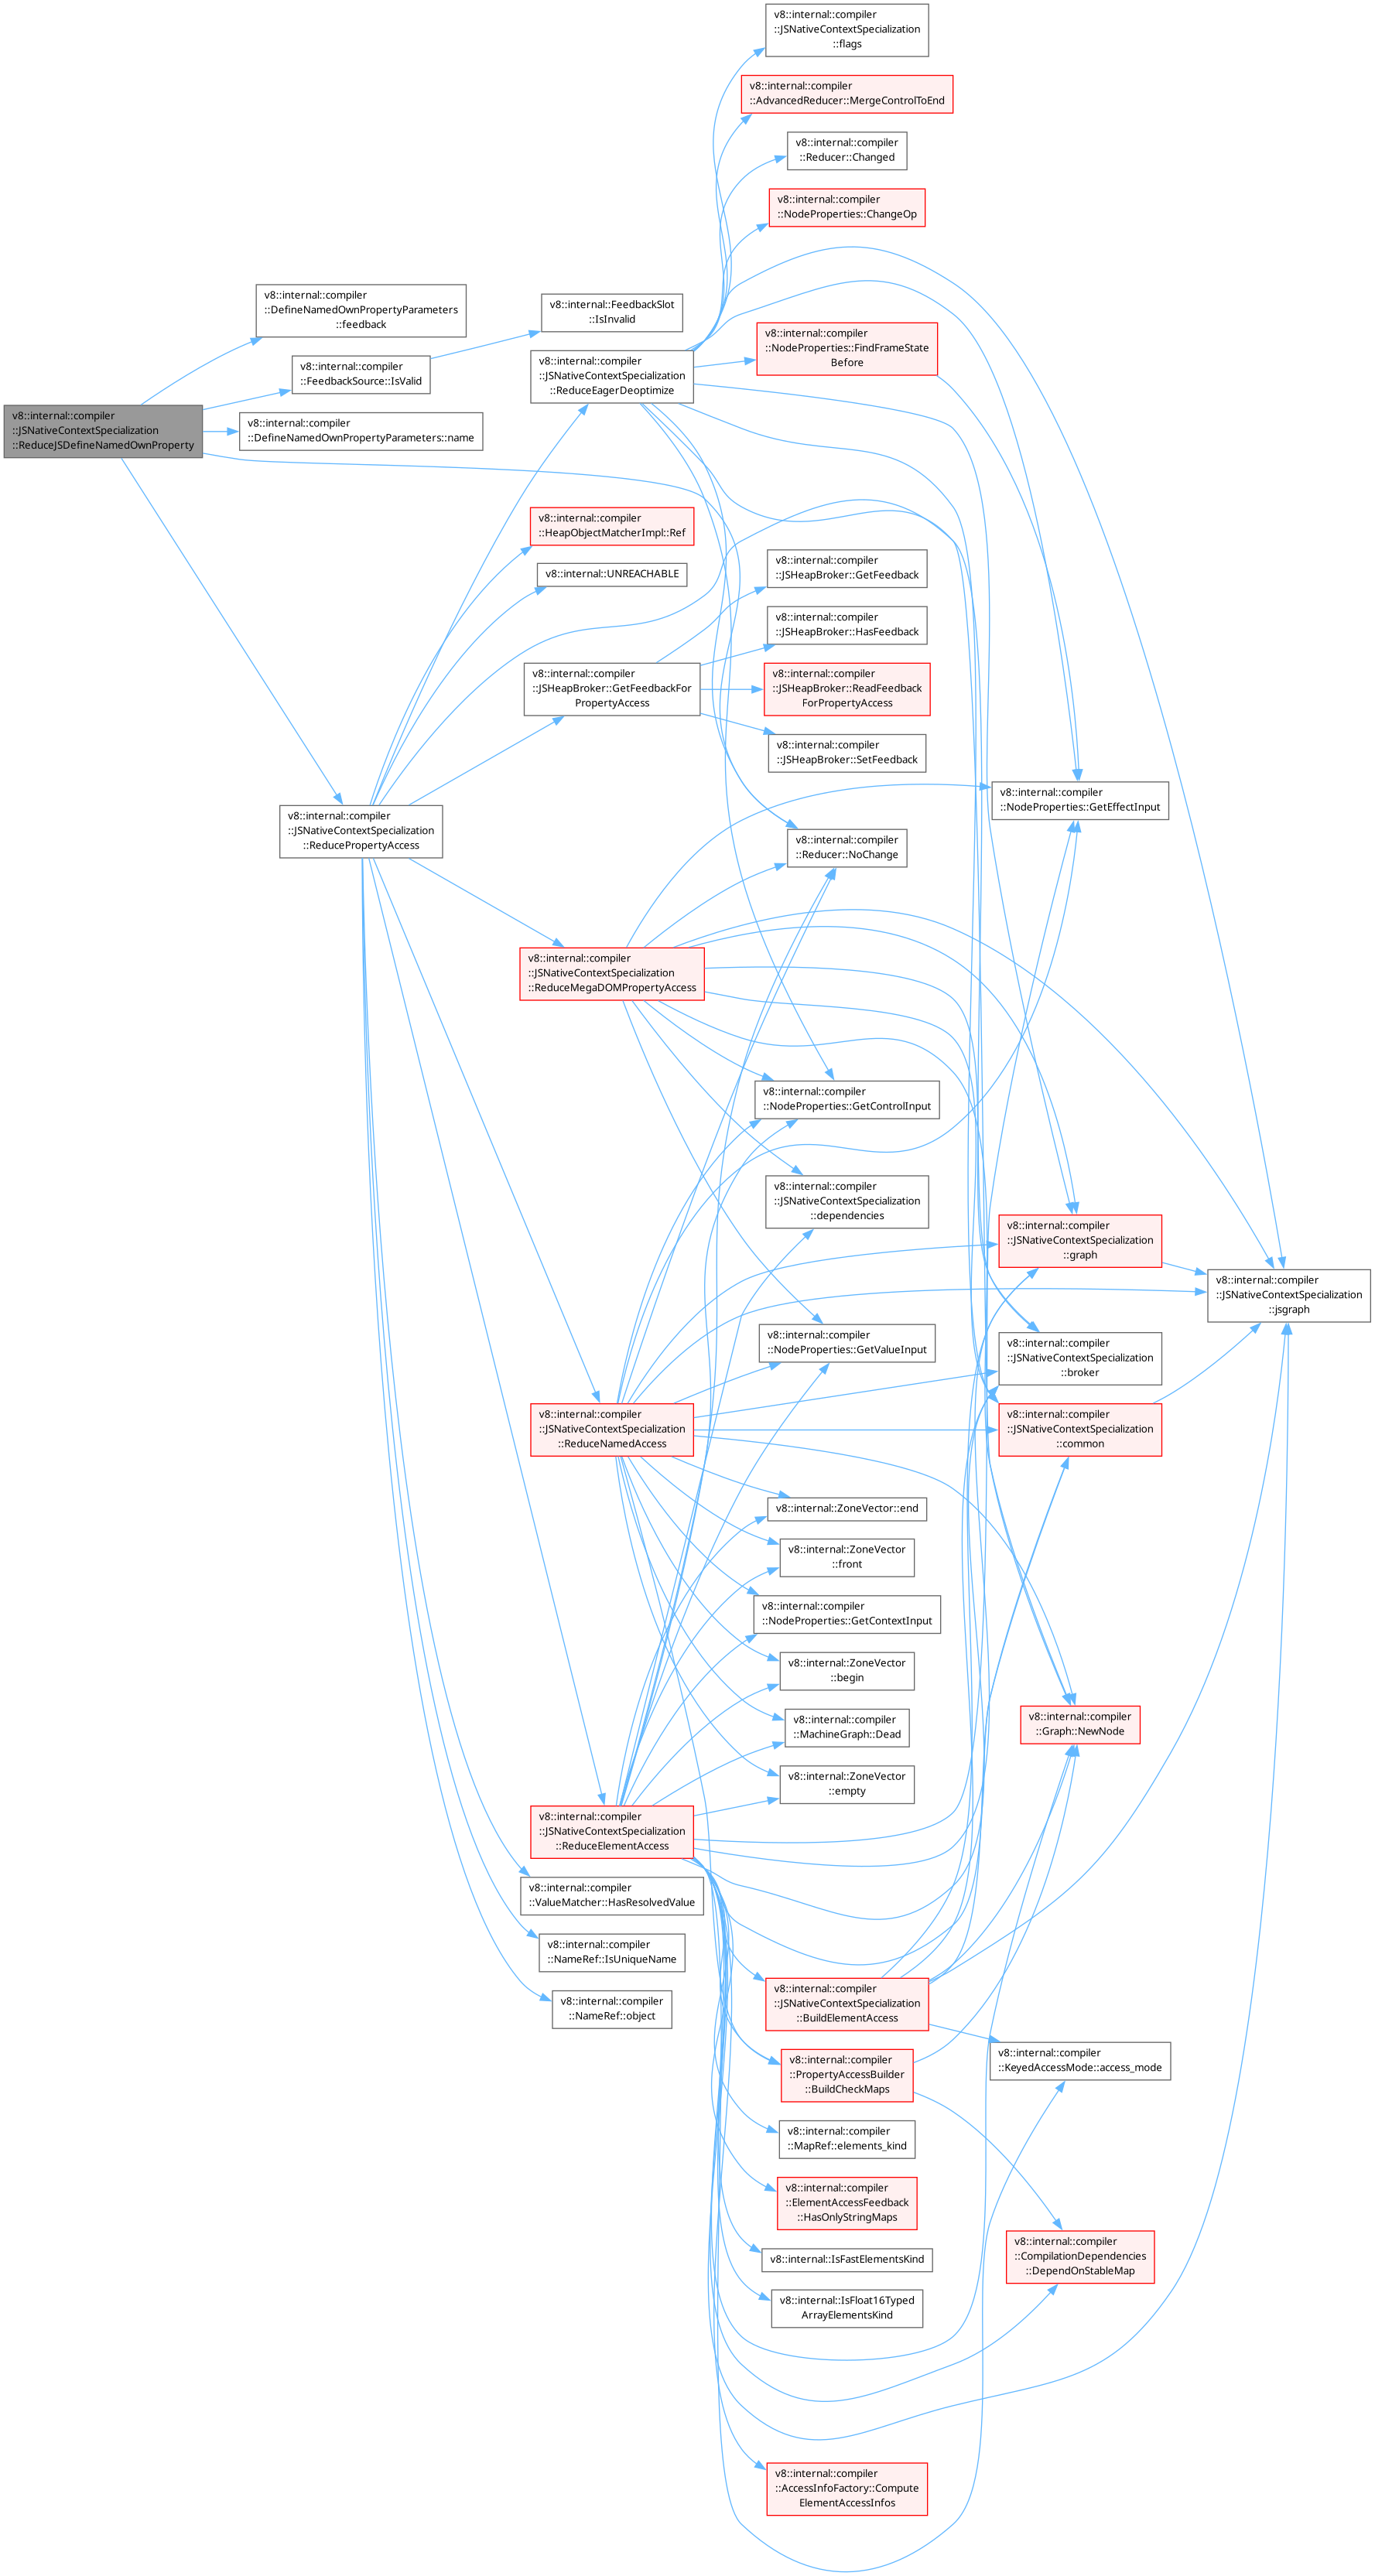 v8::internal::compiler
::JSNativeContextSpecialization
::ReduceJSDefineNamedOwnProperty
v8::internal::compiler
::DefineNamedOwnPropertyParameters
::feedback
v8::internal::compiler
::FeedbackSource::IsValid
v8::internal::compiler
::DefineNamedOwnPropertyParameters::name
v8::internal::compiler
::JSNativeContextSpecialization
::ReducePropertyAccess
v8::internal::FeedbackSlot
::IsInvalid
v8::internal::compiler
::JSNativeContextSpecialization
::ReduceEagerDeoptimize
v8::internal::compiler
::HeapObjectMatcherImpl::Ref
v8::internal::UNREACHABLE
v8::internal::compiler
::JSHeapBroker::GetFeedbackFor
PropertyAccess
v8::internal::compiler
::JSNativeContextSpecialization
::ReduceMegaDOMPropertyAccess
v8::internal::compiler
::JSNativeContextSpecialization
::ReduceNamedAccess
v8::internal::compiler
::JSNativeContextSpecialization
::ReduceElementAccess
v8::internal::compiler
::ValueMatcher::HasResolvedValue
v8::internal::compiler
::NameRef::IsUniqueName
v8::internal::compiler
::NameRef::object
v8::internal::compiler
::JSNativeContextSpecialization
::flags
v8::internal::compiler
::AdvancedReducer::MergeControlToEnd
v8::internal::compiler
::Reducer::Changed
v8::internal::compiler
::NodeProperties::ChangeOp
v8::internal::compiler
::NodeProperties::FindFrameState
Before
v8::internal::compiler
::JSHeapBroker::GetFeedback
v8::internal::compiler
::JSHeapBroker::HasFeedback
v8::internal::compiler
::JSHeapBroker::ReadFeedback
ForPropertyAccess
v8::internal::compiler
::JSHeapBroker::SetFeedback
v8::internal::compiler
::Reducer::NoChange
v8::internal::compiler
::NodeProperties::GetControlInput
v8::internal::compiler
::JSNativeContextSpecialization
::dependencies
v8::internal::compiler
::NodeProperties::GetValueInput
v8::internal::ZoneVector::end
v8::internal::ZoneVector
::front
v8::internal::compiler
::NodeProperties::GetContextInput
v8::internal::ZoneVector
::begin
v8::internal::compiler
::MachineGraph::Dead
v8::internal::ZoneVector
::empty
v8::internal::compiler
::JSNativeContextSpecialization
::BuildElementAccess
v8::internal::compiler
::PropertyAccessBuilder
::BuildCheckMaps
v8::internal::compiler
::MapRef::elements_kind
v8::internal::compiler
::ElementAccessFeedback
::HasOnlyStringMaps
v8::internal::IsFastElementsKind
v8::internal::IsFloat16Typed
ArrayElementsKind
v8::internal::compiler
::AccessInfoFactory::Compute
ElementAccessInfos
v8::internal::compiler
::NodeProperties::GetEffectInput
v8::internal::compiler
::JSNativeContextSpecialization
::graph
v8::internal::compiler
::JSNativeContextSpecialization
::broker
v8::internal::compiler
::JSNativeContextSpecialization
::common
v8::internal::compiler
::Graph::NewNode
v8::internal::compiler
::KeyedAccessMode::access_mode
v8::internal::compiler
::CompilationDependencies
::DependOnStableMap
v8::internal::compiler
::JSNativeContextSpecialization
::jsgraph